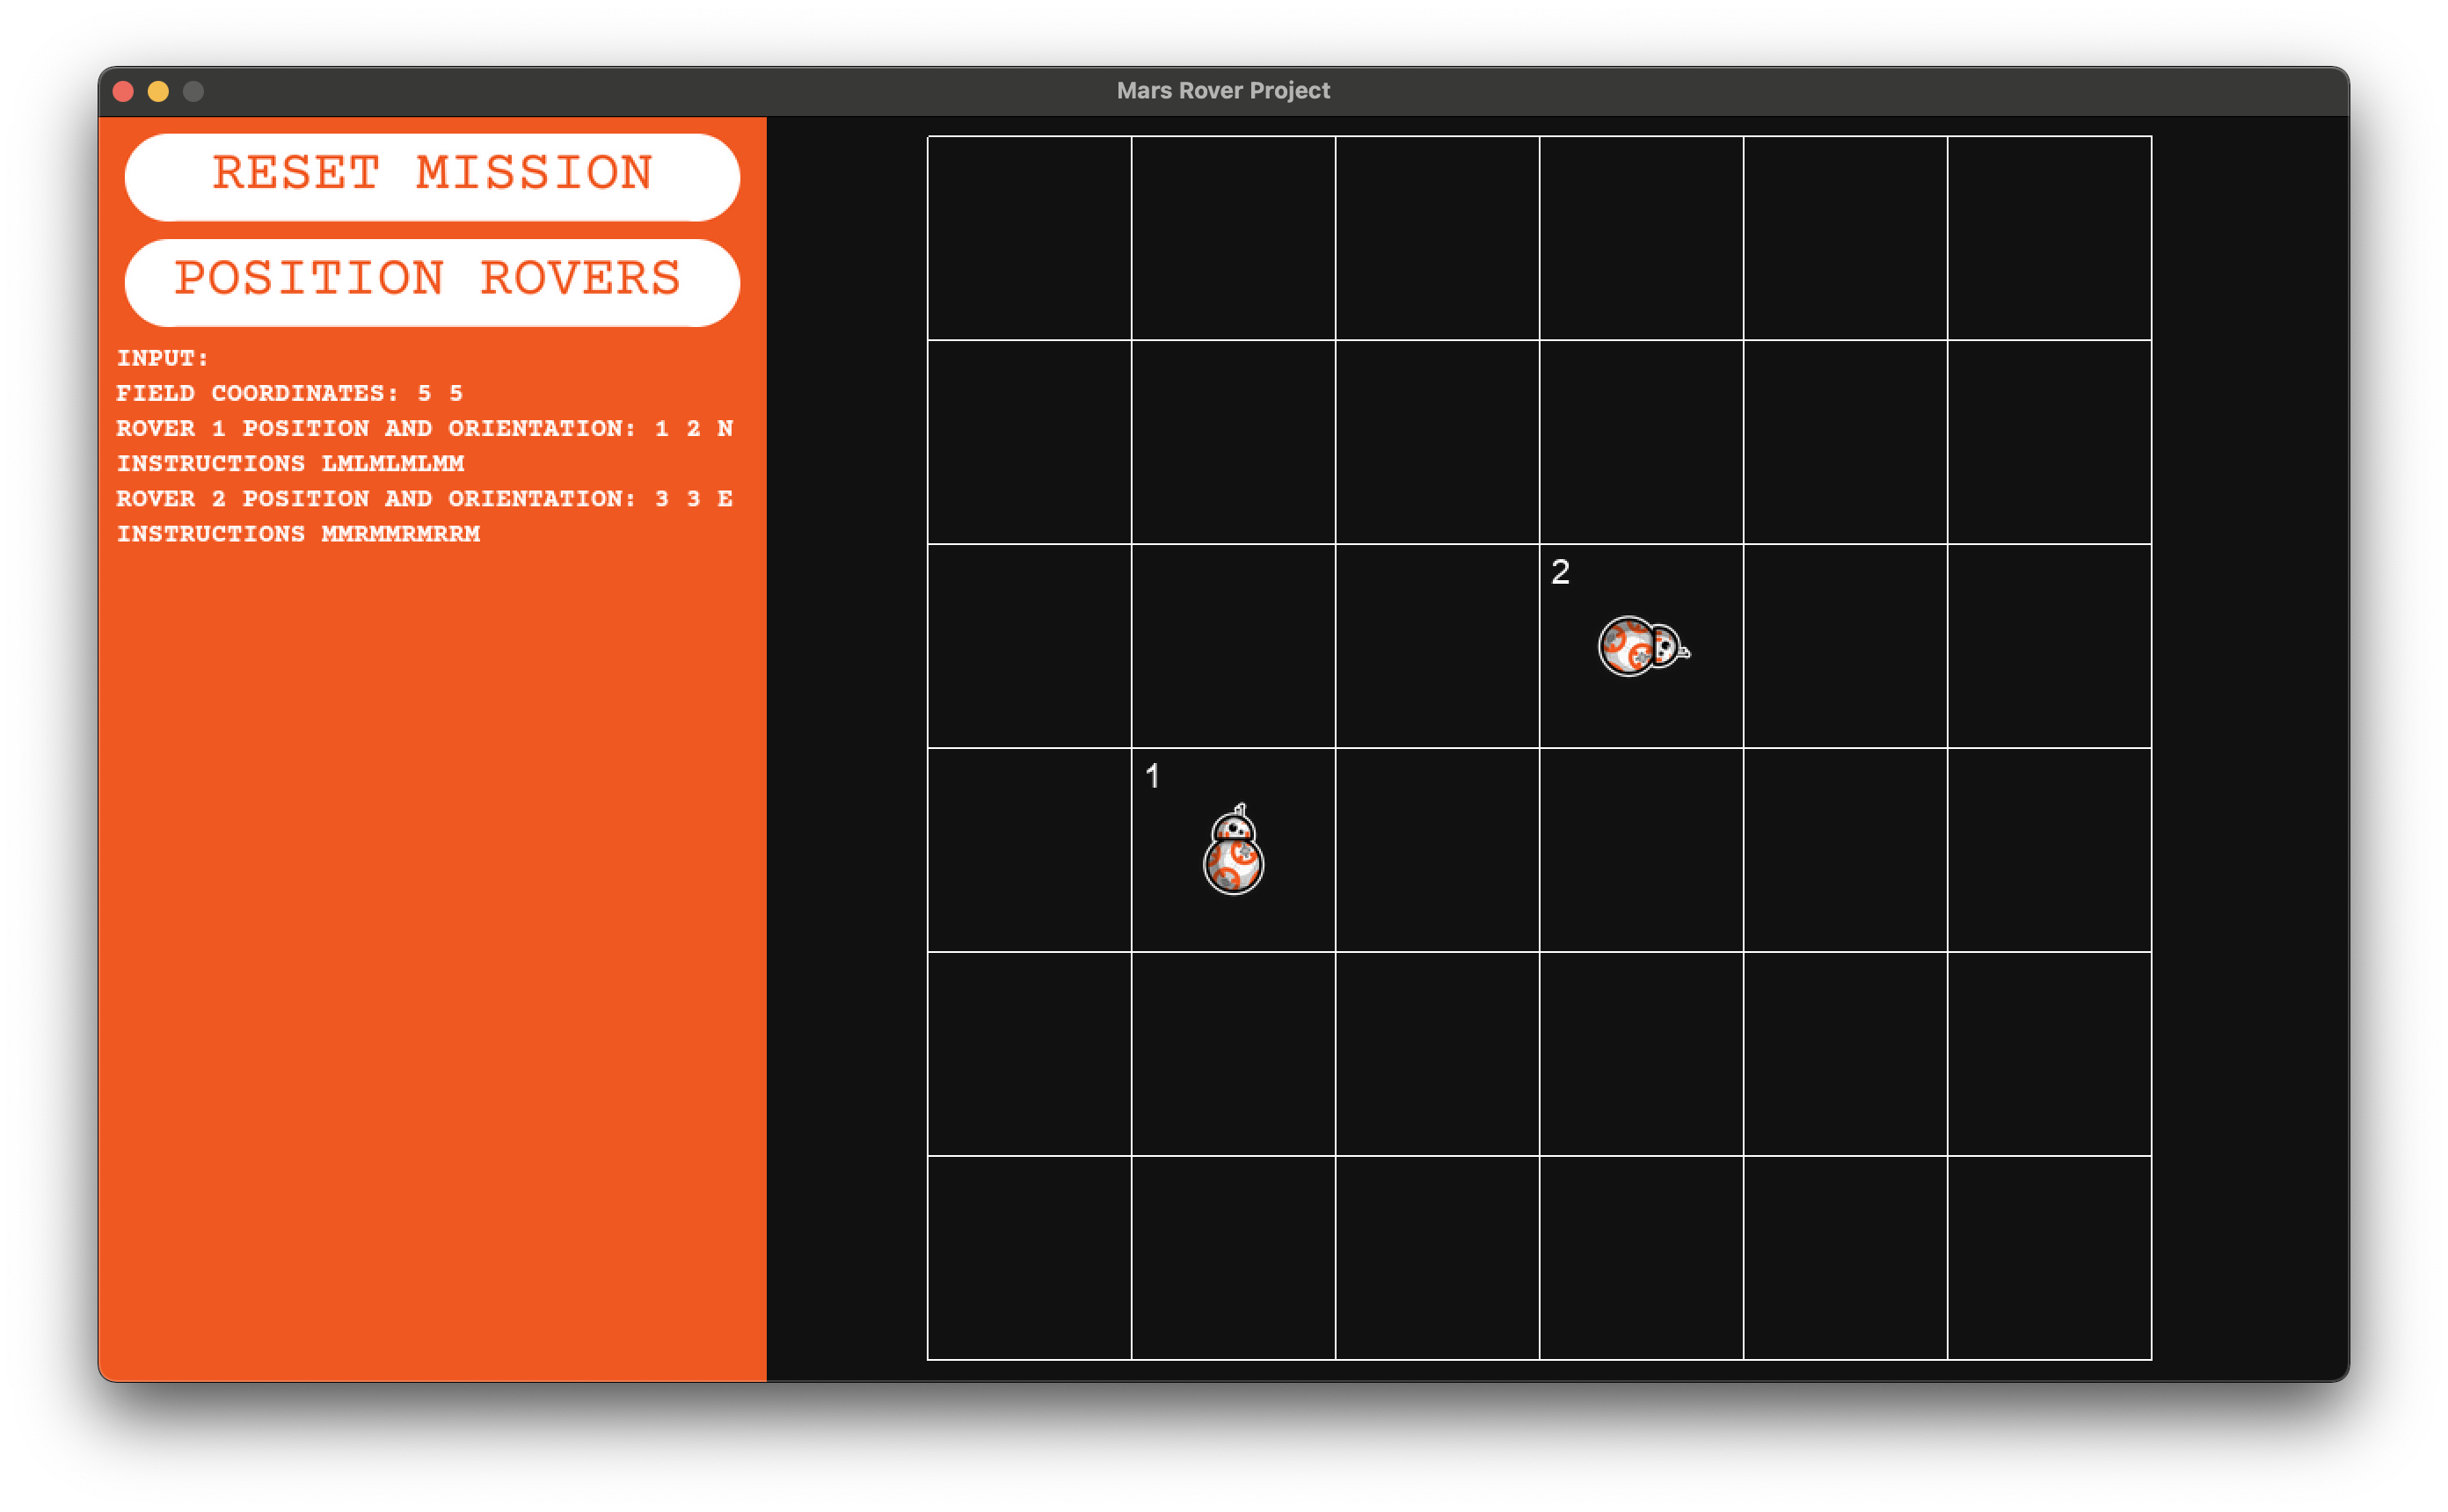 Mars Rover Project
RESET MISSION
POSITION ROVERS
INPUT:
FIELD COORDINATES: 5 5
ROVER 1 POSITION AND ORIENTATION: 1 2 N
INSTRUCTIONS LMLMLMLMM
ROVER 2 POSITION AND ORIENTATION: 3 3 E
INSTRUCTIONS MMRMMRMRRM
2
1